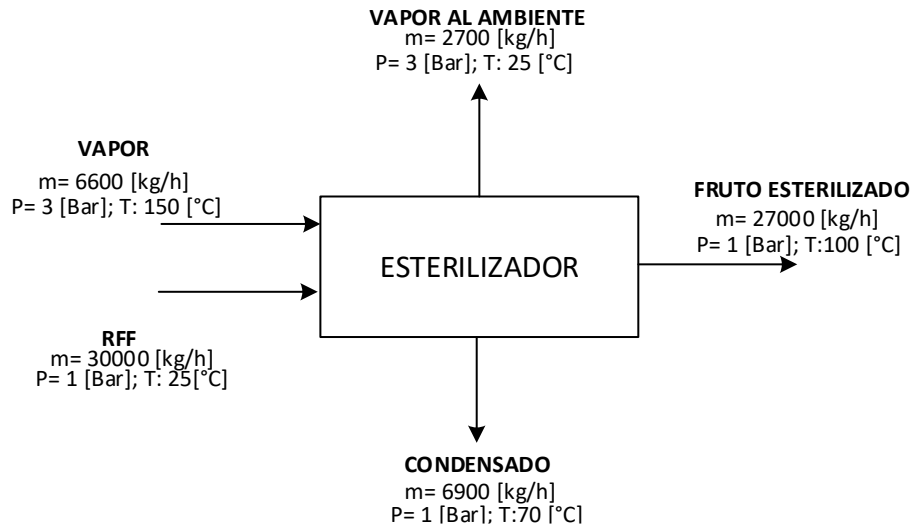 VAPOR AL AMBIENTE
m= 2700 [kg/h]
P= 3 [Bar]; T: 25 [°C]
VAPOR
m= 6600 [kg/h]
P= 3 [Bar]; T: 150 [°C]
FRUTO ESTERILIZADO
m= 27000 [kg/h]
P= 1 [Bar]; T:100 [°C]
ESTERILIZADOR
RFF
m= 30000 [kg/h]
P= 1 [Bar]; T: 25[°C]
CONDENSADO
m= 6900 [kg/h]
P= 1 [Bar]; T:70 [°C]